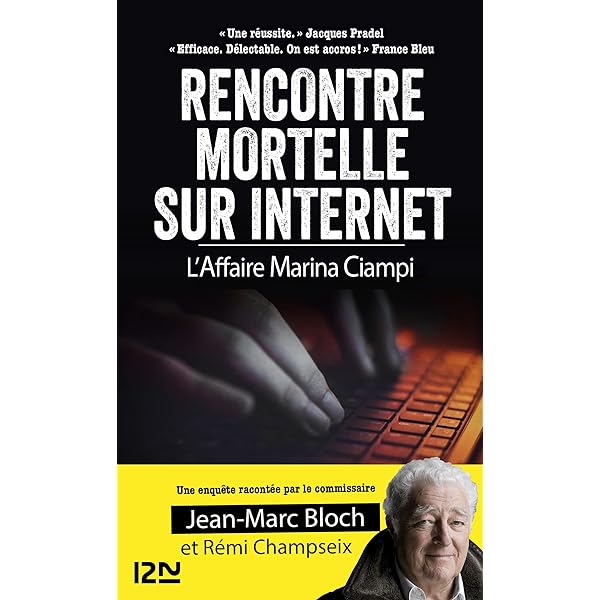 « Une réussite. » Jacques Pradel
« Efficace. Délectable. On est accros ! » France Bleu
RENCONTRE
MORTELLE
SUR INTERNET
L'Affaire Marina Ciampi
Une enquête racontée par le commissaire
Jean-Marc Bloch
et Rémi Champseix
12N2